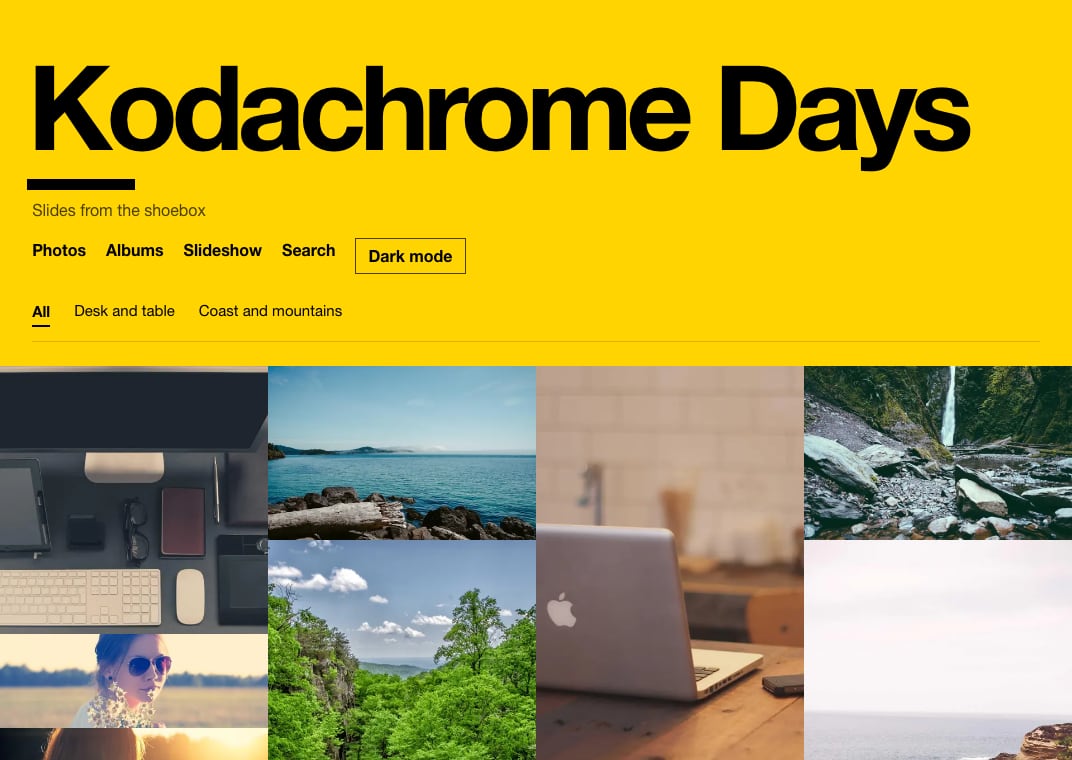 Kodachrome Days
Slides from the shoebox
Photos Albums Slideshow Search Dark mode
All Desk and table Coast and mountains